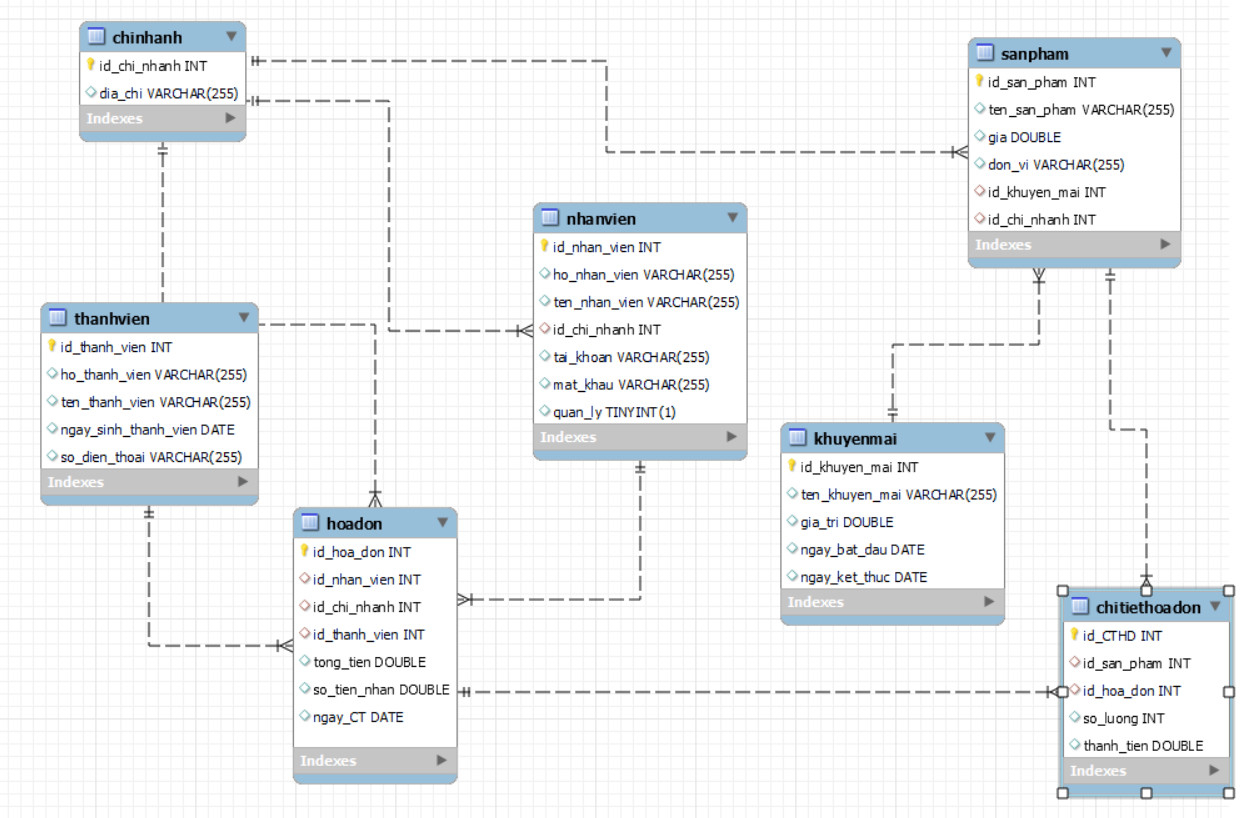 chinhanh
id_chi_nhanh INT
dia_chi VARCHAR(255)
Indexes
sanpham
id_san_pham INT
ten_san_pham VARCHAR(255)
gia DOUBLE
don_vi VARCHAR(255)
id_khuyen_mai INT
id_chi_nhanh INT
Indexes
nhanvien
id_nhan_vien INT
ho_nhan_vien VARCHAR(255)
ten_nhan_vien VARCHAR(255)
id_chi_nhanh INT
tai_khoan VARCHAR(255)
mat_khau VARCHAR(255)
quan_ly TINYINT(1)
Indexes
thanhvien
id_thanh_vien INT
ho_thanh_vien VARCHAR(255)
ten_thanh_vien VARCHAR(255)
ngay_sinh_thanh_vien DATE
so_dien_thoai VARCHAR(255)
Indexes
khuyenmai
id_khuyen_mai INT
ten_khuyen_mai VARCHAR(255)
gia_tri DOUBLE
ngay_bat_dau DATE
ngay_ket_thuc DATE
Indexes
hoadon
id_hoa_don INT
id_nhan_vien INT
id_chi_nhanh INT
id_thanh_vien INT
tong_tien DOUBLE
so_tien_nhan DOUBLE
ngay_CT DATE
Indexes
chitiethoadon
id_CTHD INT
id_san_pham INT
id_hoa_don INT
so_luong INT
thanh_tien DOUBLE
Indexes